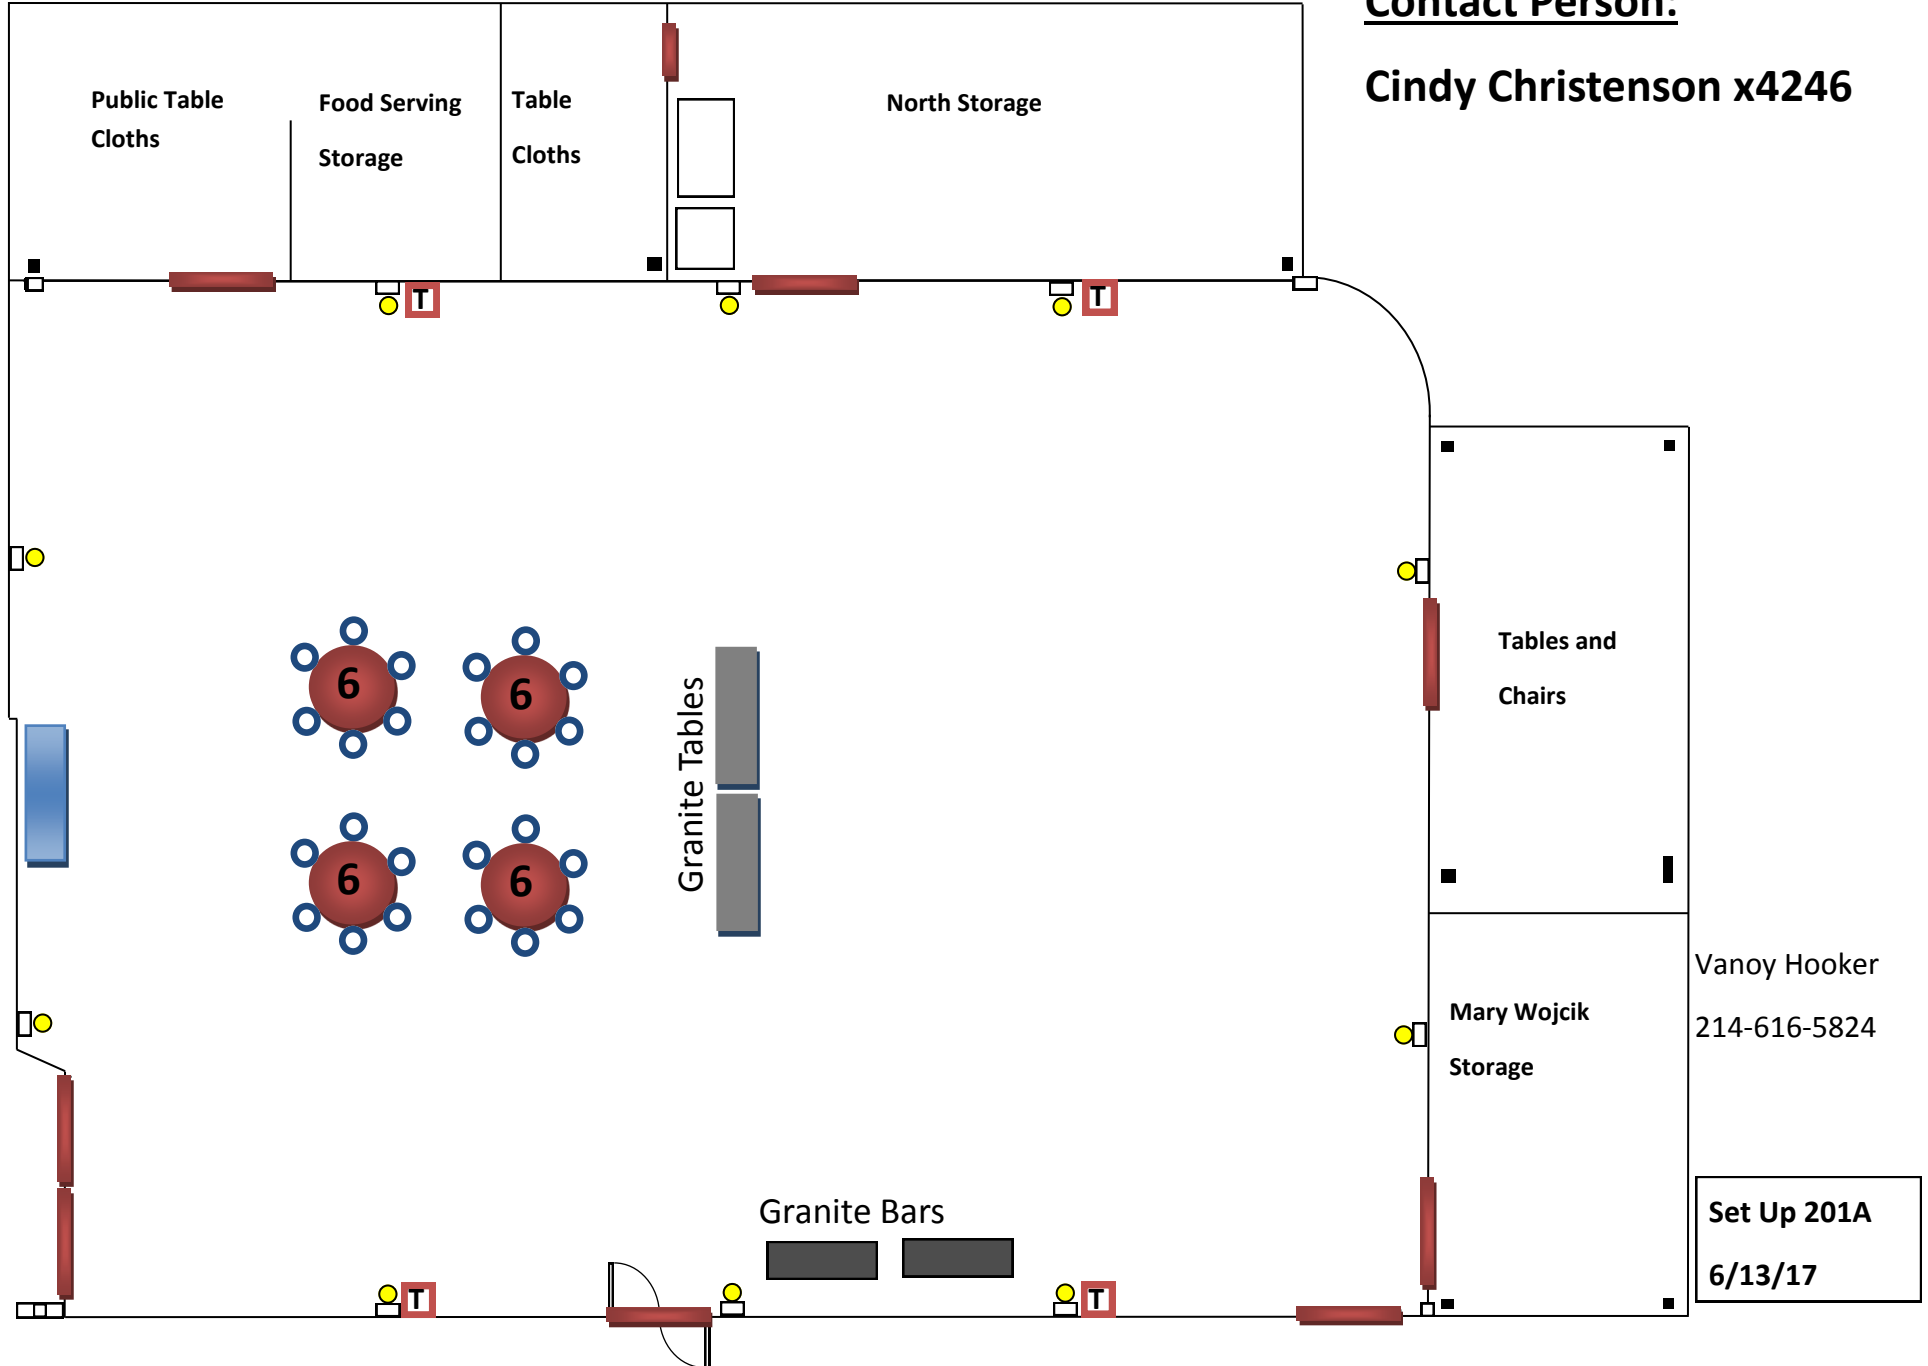 Contact Person:
Cindy Christenson x4246
Public Table
Cloths
Food Serving
Storage
Table
Cloths
North Storage
T
T
Tables and
Chairs
6
6
6
6
Granite Tables
Vanoy Hooker
214-616-5824
Mary Wojcik
Storage
Granite Bars
Set Up 201A
6/13/17
T
T